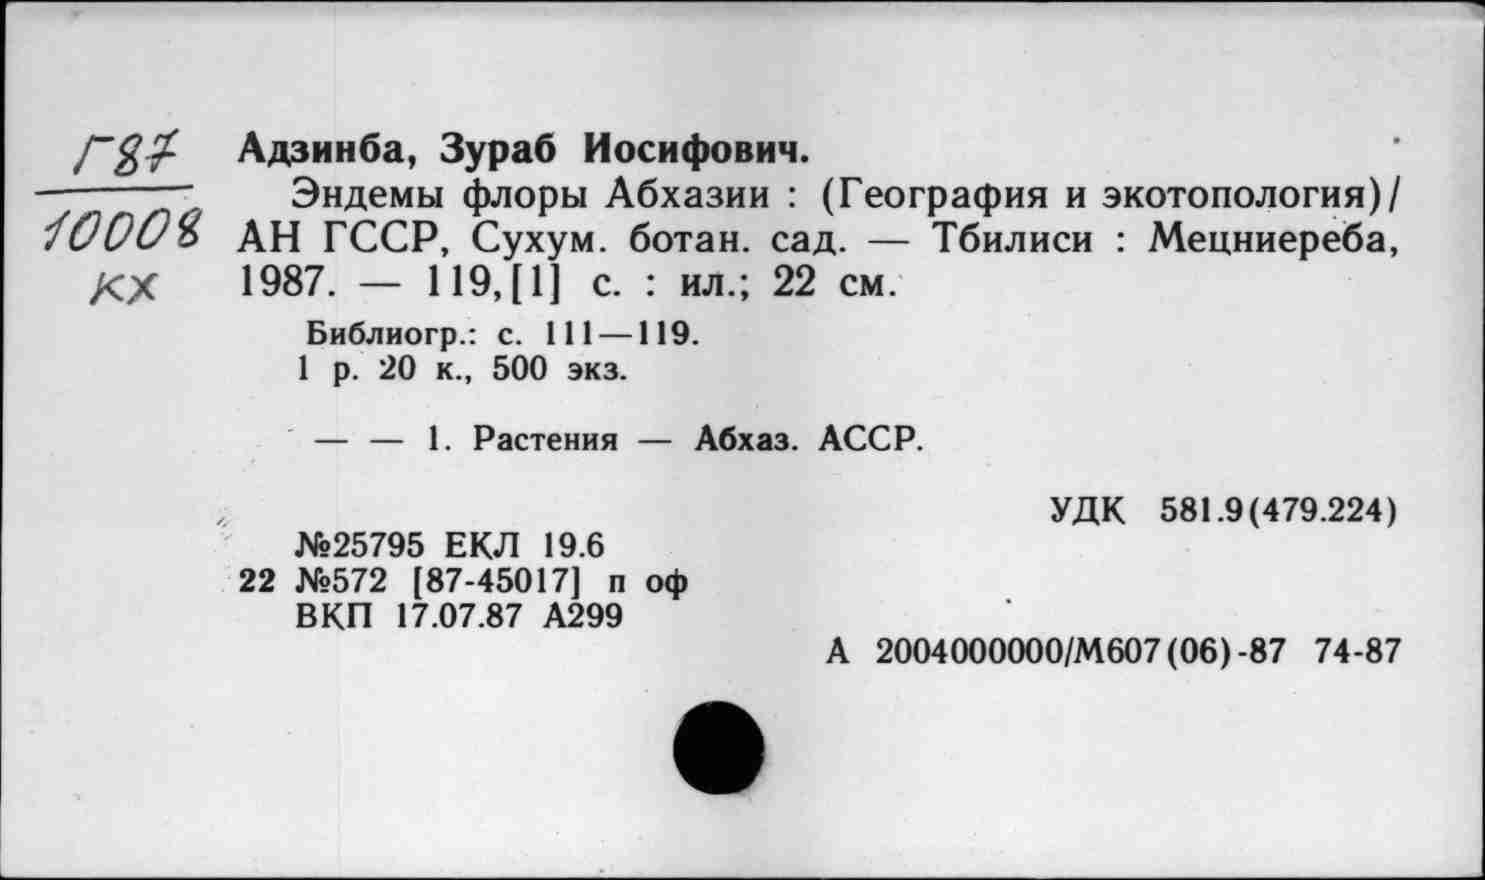 Г87
10008
кх
Адзинба, Зураб Иосифович.
Эндемы флоры Абхазии : (География и экотопология)/
АН ГССР, Сухум. ботан. сад. — Тбилиси : Мецниереба,
1987. — 119,[1] с. : ил.; 22 см.
Библиогр.: с. 111—119.
1 р. 20 к., 500 экз.
— — 1. Растения — Абхаз. АССР.
УДК 581.9(479.224)
№25795 ЕКЛ 19.6
22 №572 [87-45017] п оф
ВКП 17.07.87 А299
А 2004000000/М607(06)-87 74-87